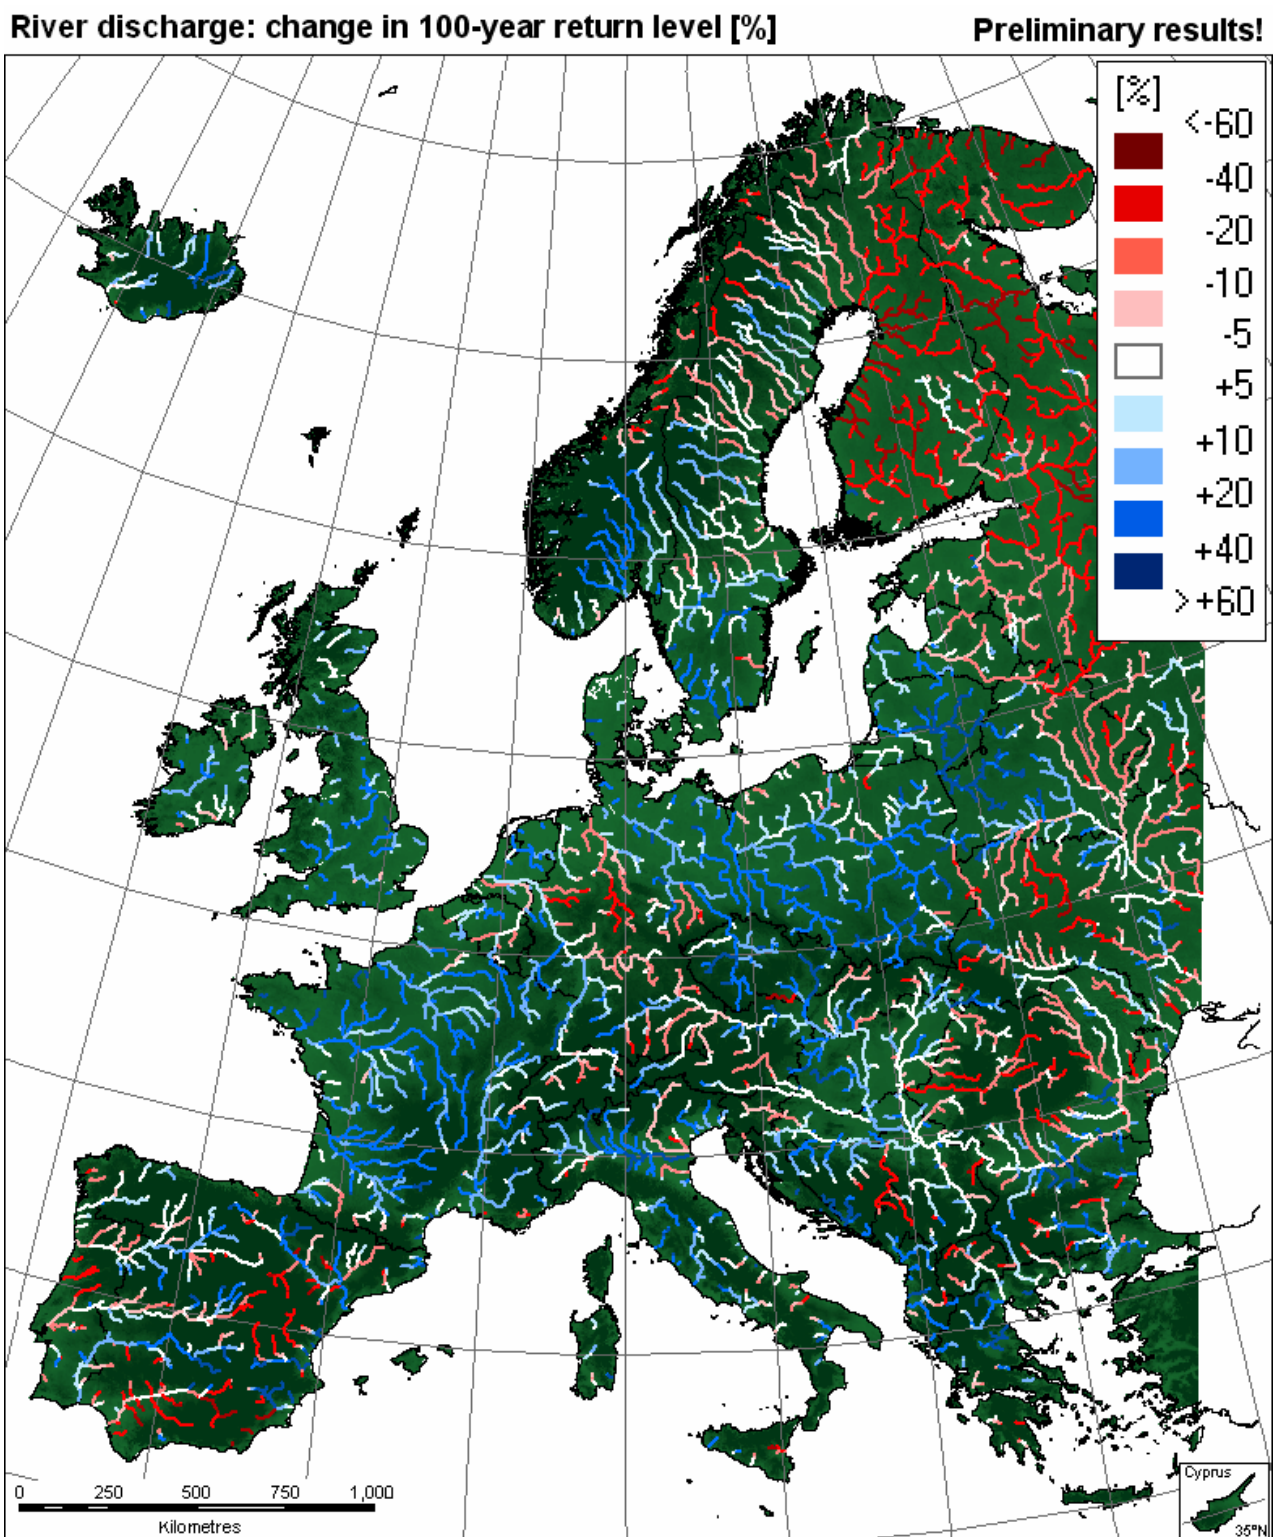 River discharge: change in 100-year return level [%]
Preliminary results!
[%]
<-60
-40
-20
-10
-5
+5
+10
+20
+40
>+60
0 250 500 750 1,000
Kilometres
Cyprus
35°N